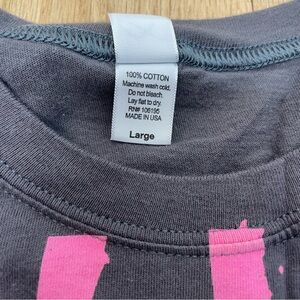 100% COTTON
Machine wash cold.
Do not bleach.
Lay flat to dry.
RN# 106195
MADE IN USA
Large